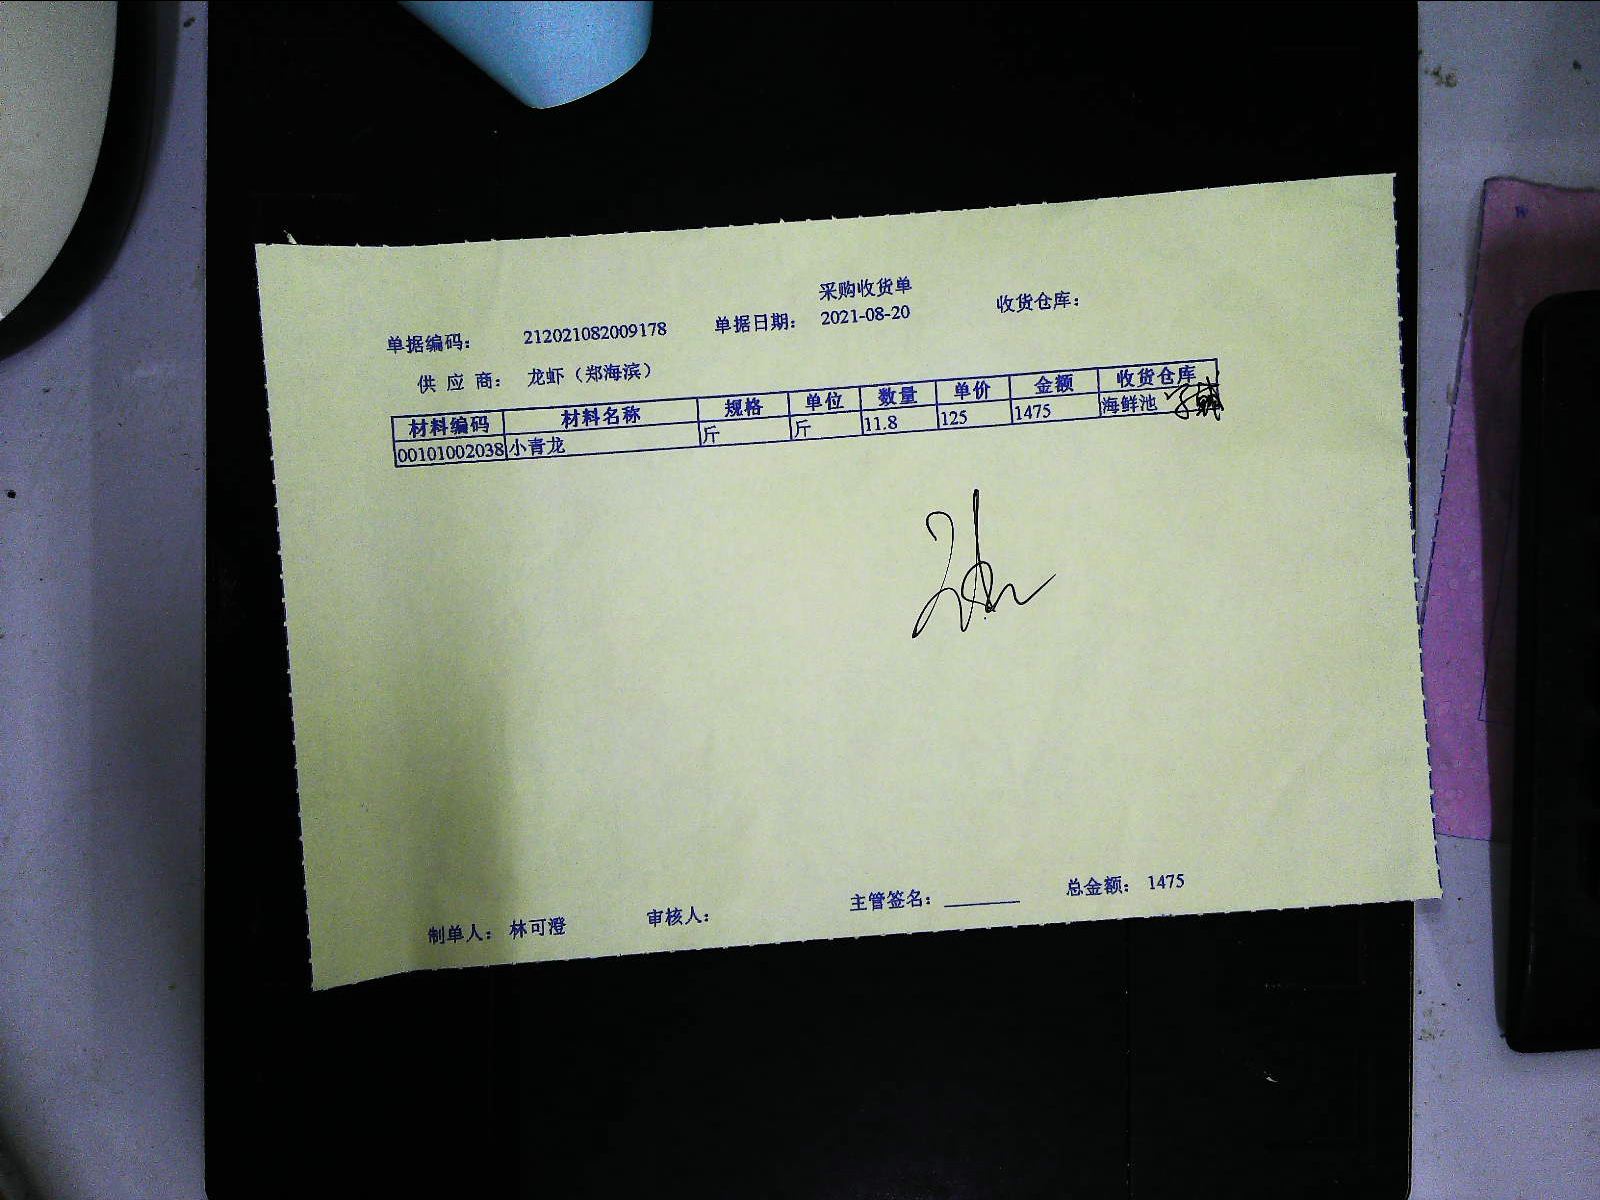 采购收货单
单据编码： 212021082009178 单据日期： 2021-08-20 收货仓库：
供 应 商： 龙虾（郑海滨）
材料编码 材料名称 规格 单位 数量 单价 金额 收货仓库
00101002038 小青龙 斤 斤 11.8 125 1475 海鲜池
制单人： 林可澄 审核人： 主管签名： 总金额： 1475